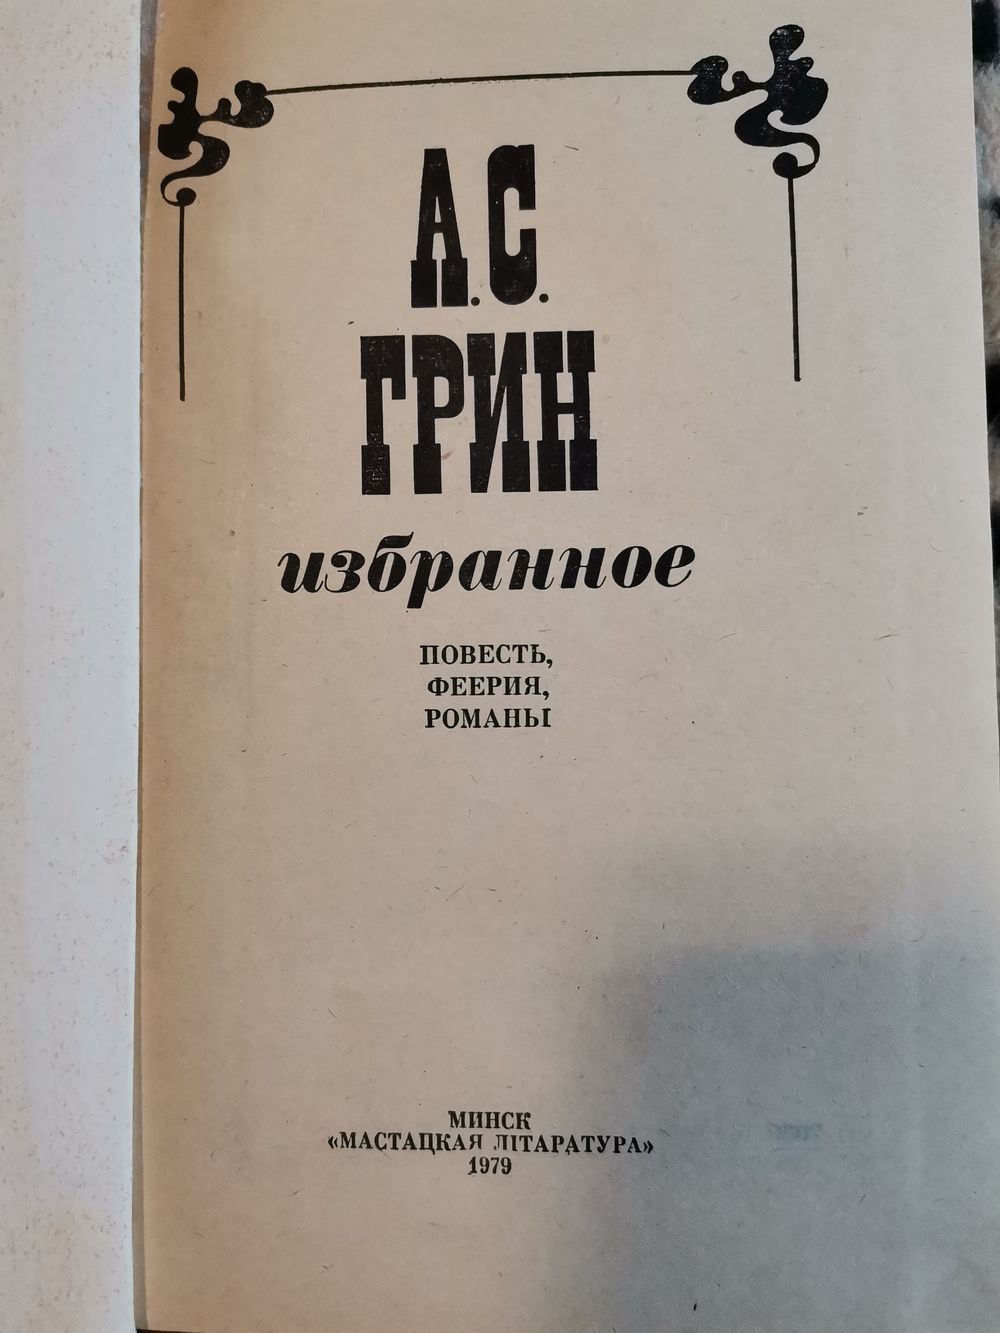 А. С.
ГРИН
избранное
ПОВЕСТЬ,
ФЕЕРИЯ,
РОМАНЫ
МИНСК
«МАСТАЦКАЯ ЛІТАРАТУРА»
1979